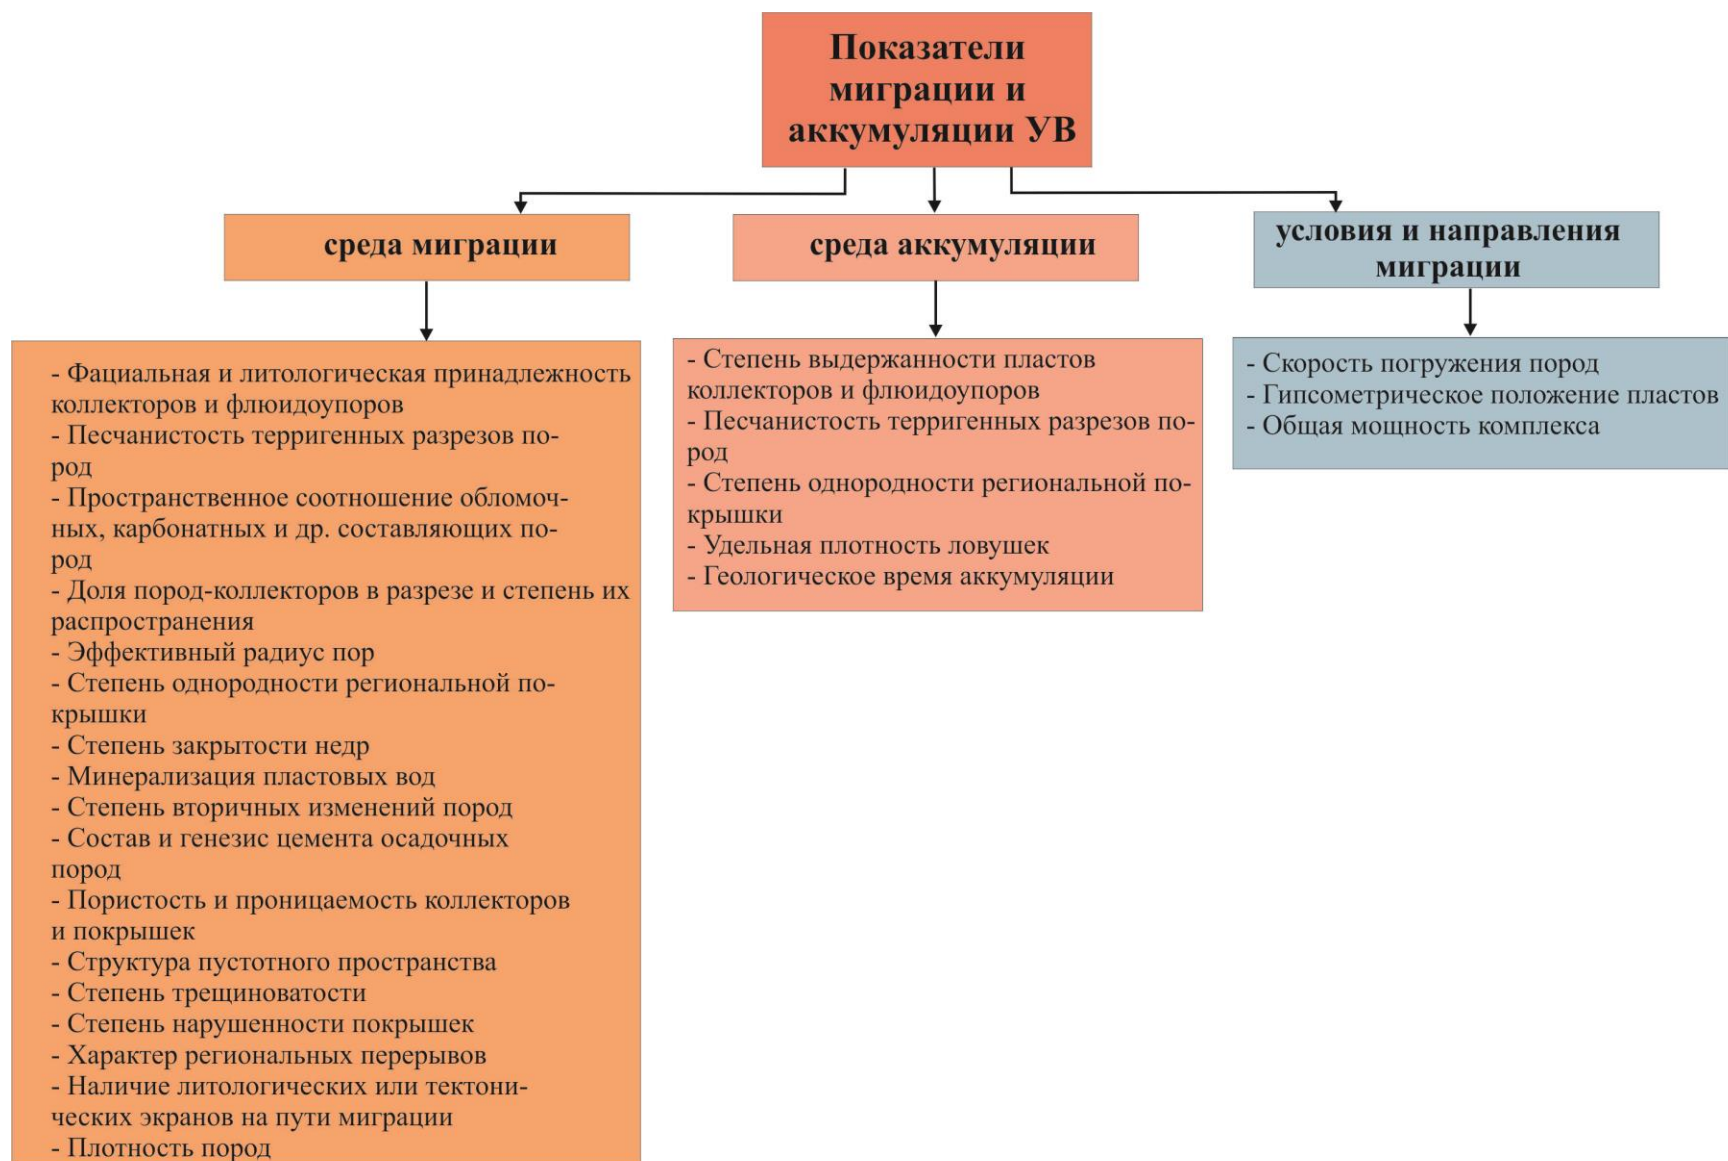 Показатели
миграции и
аккумуляции УВ
среда миграции
среда аккумуляции
условия и направления
миграции
- Фациальная и литологическая принадлежность
коллекторов и флюидоупоров
- Песчанистость терригенных разрезов по-
род
- Пространственное соотношение обломоч-
ных, карбонатных и др. составляющих по-
род
- Доля пород-коллекторов в разрезе и степень их
распространения
- Эффективный радиус пор
- Степень однородности региональной по-
крышки
- Степень закрытости недр
- Минерализация пластовых вод
- Степень вторичных изменений пород
- Состав и генезис цемента осадочных
пород
- Пористость и проницаемость коллекторов
и покрышек
- Структура пустотного пространства
- Степень трещиноватости
- Степень нарушенности покрышек
- Характер региональных перерывов
- Наличие литологических или тектони-
ческих экранов на пути миграции
- Плотность пород
- Степень выдержанности пластов
коллекторов и флюидоупоров
- Песчанистость терригенных разрезов по-
род
- Степень однородности региональной по-
крышки
- Удельная плотность ловушек
- Геологическое время аккумуляции
- Скорость погружения пород
- Гипсометрическое положение пластов
- Общая мощность комплекса